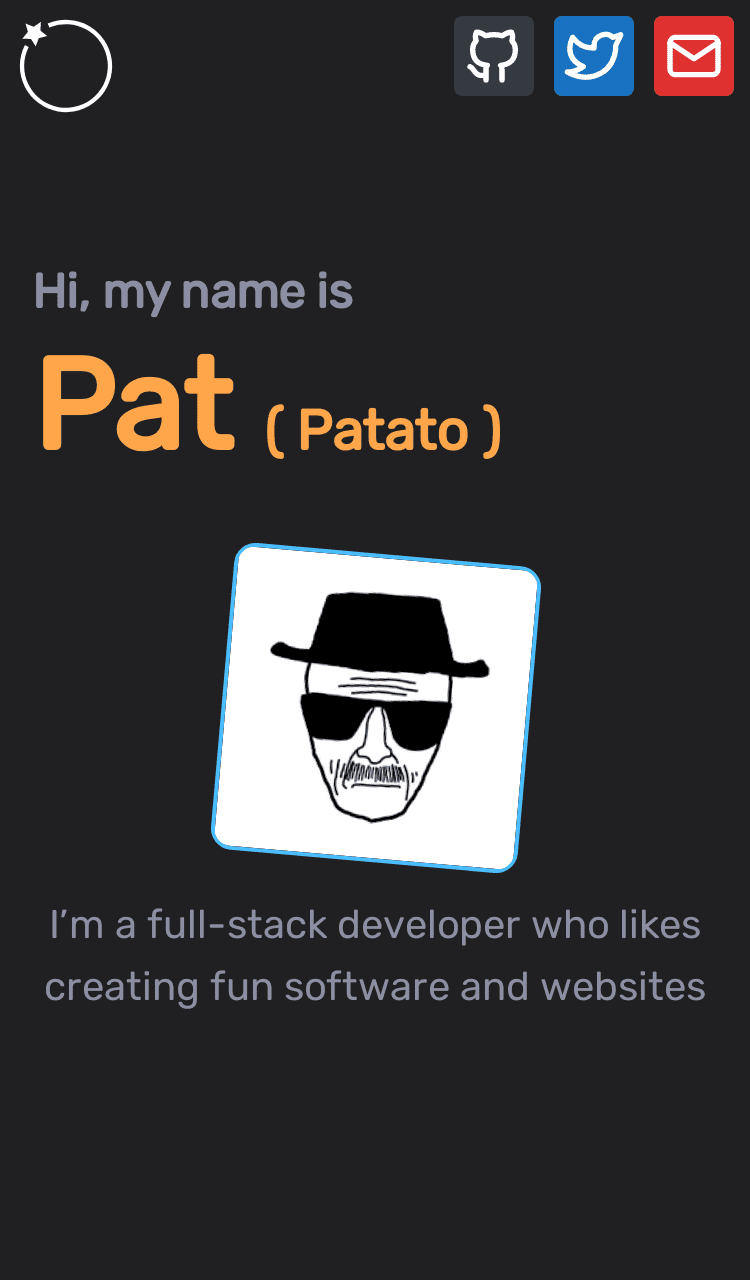 Hi, my name is
Pat ( Patato )
I’m a full-stack developer who likes
creating fun software and websites